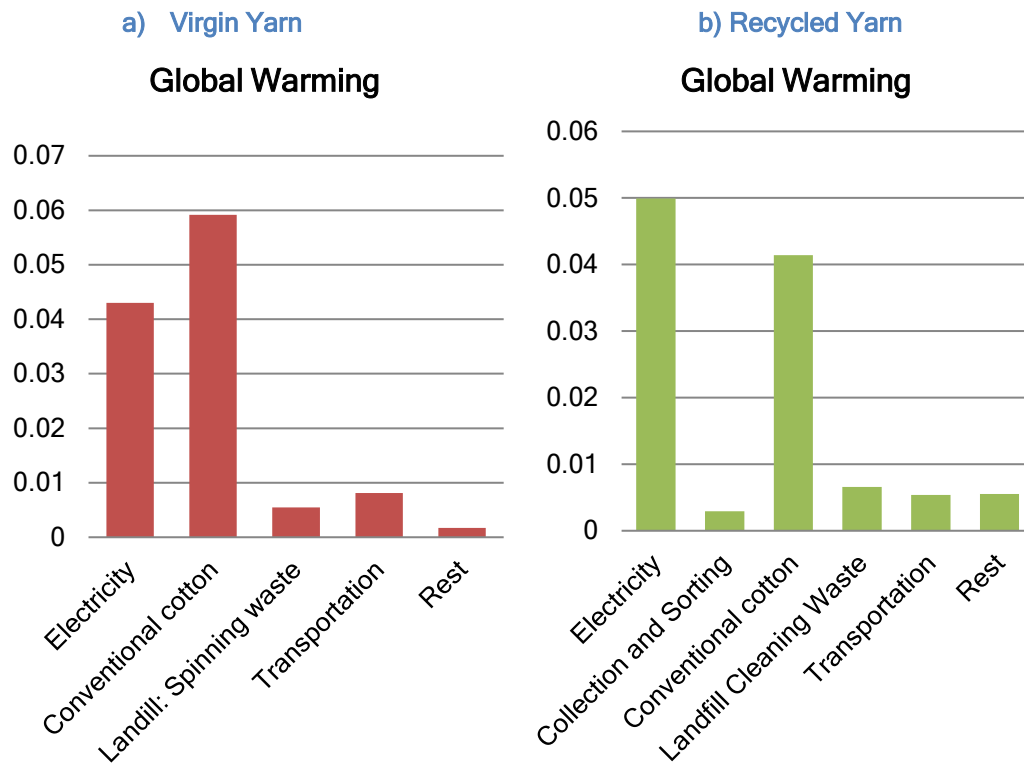 a) Virgin Yarn
Global Warming
0.07
0.06
0.05
0.04
0.03
0.02
0.01
0
Electricity
Conventional cotton
Landill: Spinning waste
Transportation
Rest
b) Recycled Yarn
Global Warming
0.06
0.05
0.04
0.03
0.02
0.01
0
Electricity
Collection and Sorting
Conventional cotton
Landfill Cleaning Waste
Transportation
Rest